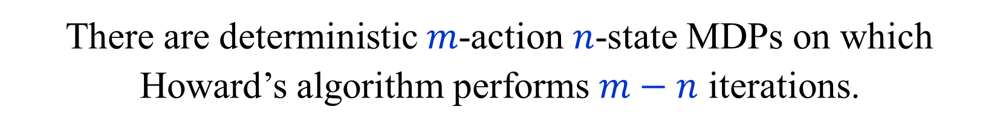 There are deterministic m-action n-state MDPs on which
Howard’s algorithm performs m − n iterations.